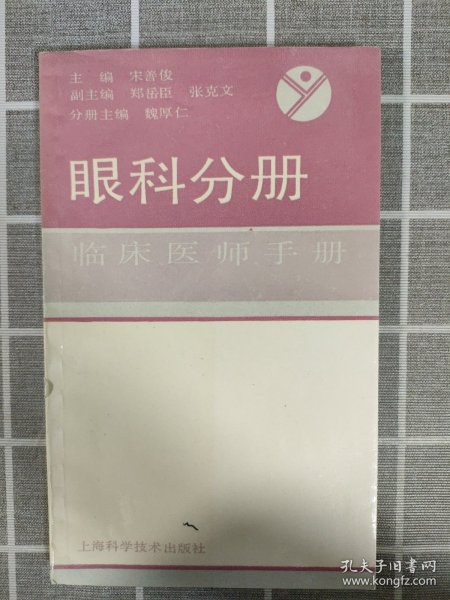 主编 宋善俊
副主编 郑岳臣 张克文
分册主编 魏厚仁
眼科分册
临床医师手册
上海科学技术出版社
孔夫子旧书网
www.kongfz.com